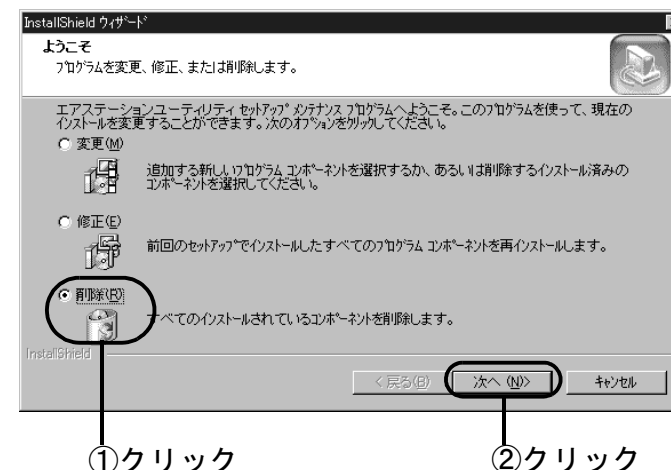 InstallShield ウィザード
ようこそ
プログラムを変更、修正、または削除します。
エアステーションユーティリティ セットアップ メンテナンス プログラムへようこそ。このプログラムを使って、現在の
インストールを変更することができます。次のオプションをクリックしてください。
変更(M)
追加する新しいプログラム コンポーネントを選択するか、あるいは削除するインストール済みの
コンポーネントを選択してください。
修正(E)
前回のセットアップでインストールしたすべてのプログラム コンポーネントを再インストールします。
削除(R)
すべてのインストールされているコンポーネントを削除します。
InstallShield
< 戻る(B) 次へ (N)> キャンセル
①クリック ②クリック